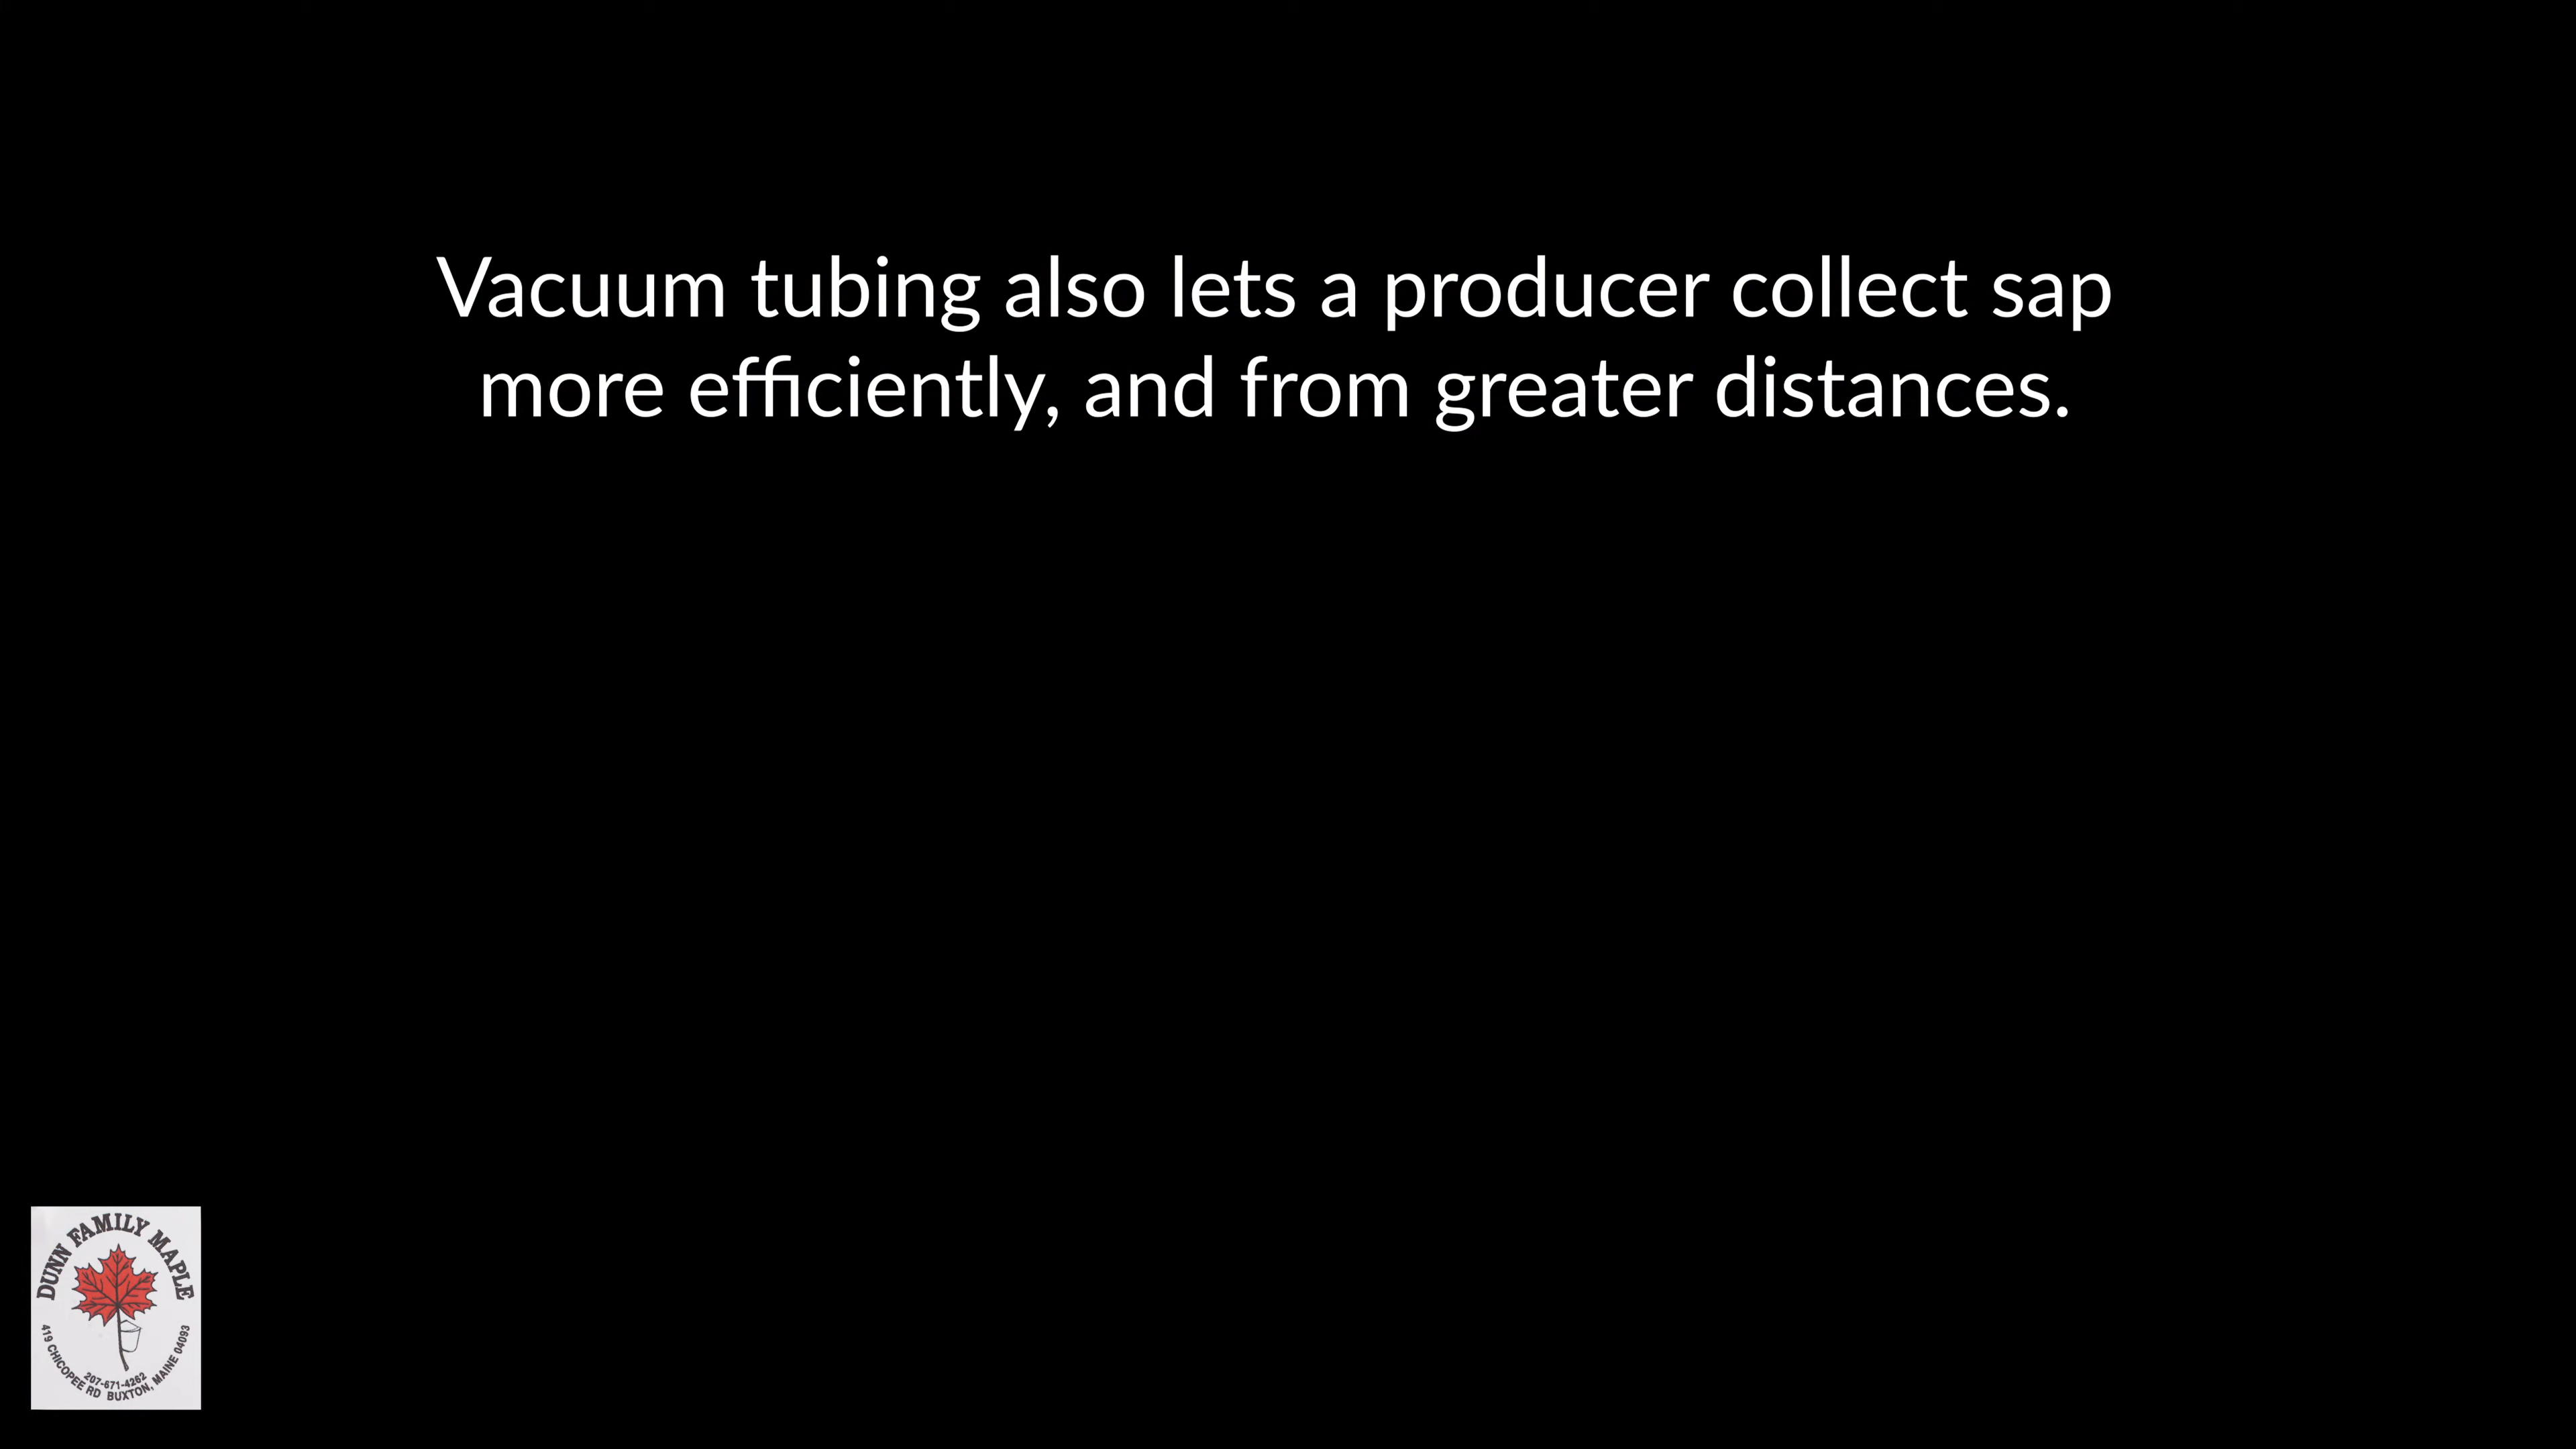 Vacuum tubing also lets a producer collect sap
more efficiently, and from greater distances.
DUNN FAMILY MAPLE
207-671-4262
419 CHICOPEE RD BUXTON, MAINE 04093